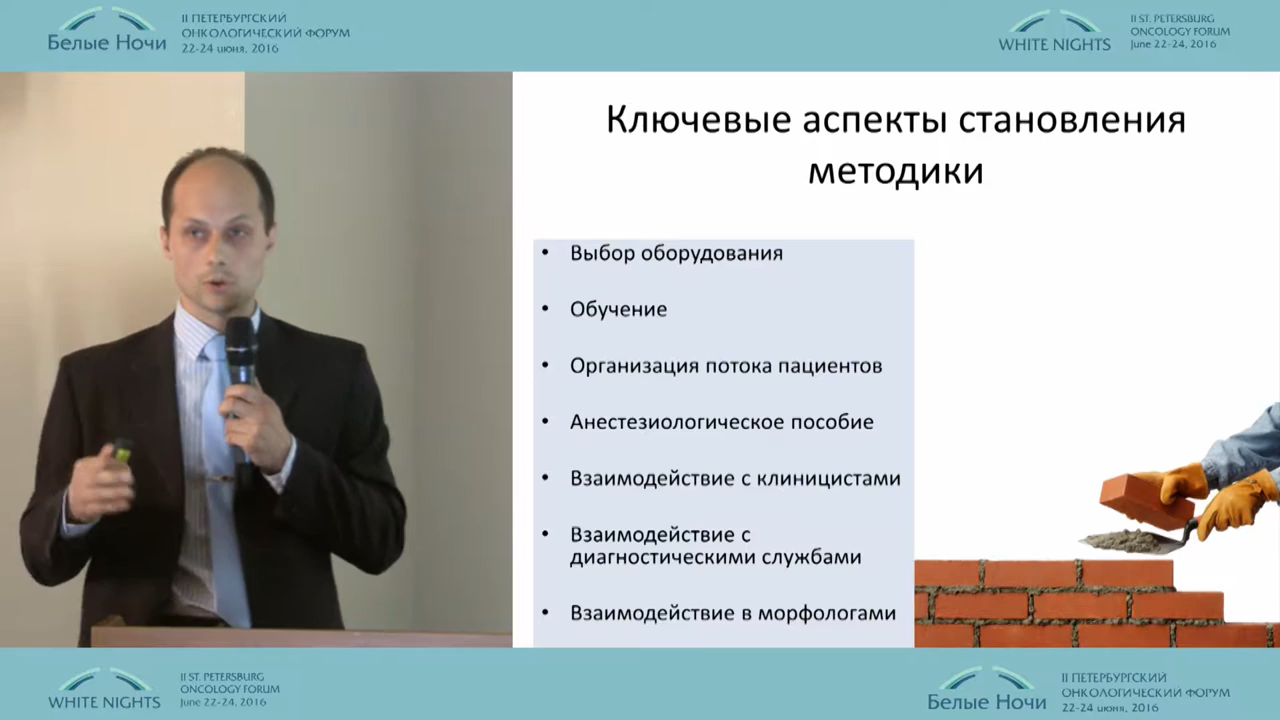 Белые Ночи
II ПЕТЕРБУРГСКИЙ
ОНКОЛОГИЧЕСКИЙ ФОРУМ
22-24 июня, 2016
WHITE NIGHTS
II ST. PETERSBURG
ONCOLOGY FORUM
June 22-24, 2016
Ключевые аспекты становления
методики
• Выбор оборудования
• Обучение
• Организация потока пациентов
• Анестезиологическое пособие
• Взаимодействие с клиницистами
• Взаимодействие с
диагностическими службами
• Взаимодействие в морфологами
WHITE NIGHTS
II ST. PETERSBURG
ONCOLOGY FORUM
June 22-24, 2016
Белые Ночи
II ПЕТЕРБУРГСКИЙ
ОНКОЛОГИЧЕСКИЙ ФОРУМ
22-24 июня, 2016